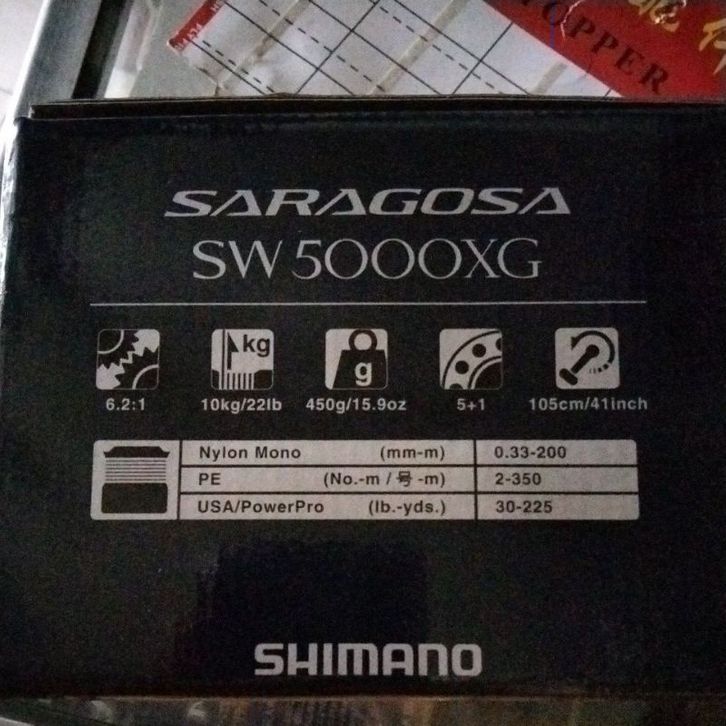 TOPPER
SARAGOSA
SW 5000XG
kg
g
6.2:1
10kg/22lb
450g/15.9oz
5+1
105cm/41inch
Nylon Mono (mm-m) 0.33-200
PE (No.-m / 号 -m) 2-350
USA/PowerPro (lb.-yds.) 30-225
SHIMANO